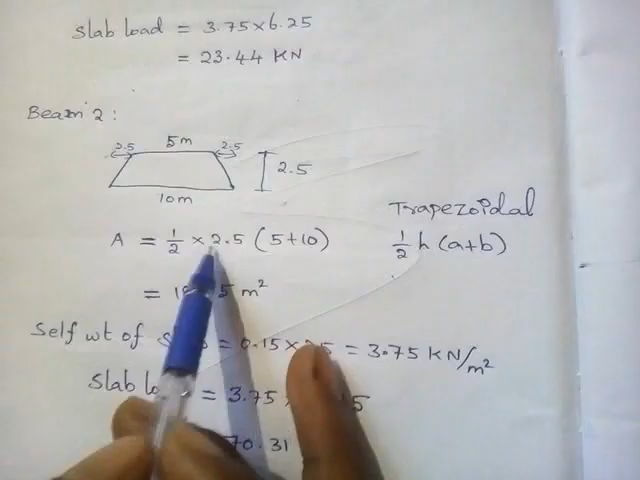 Slab load = 3.75×6.25
= 23.44 KN
Beam 2:
2.5 5m 2.5
2.5
10m
Trapezoidal
A = 1/2 × 2.5 (5+10)
1/2 h (a+b)
= m²
Self wt of = 0.15× = 3.75 KN/m²
Slab = 3.75
70.31